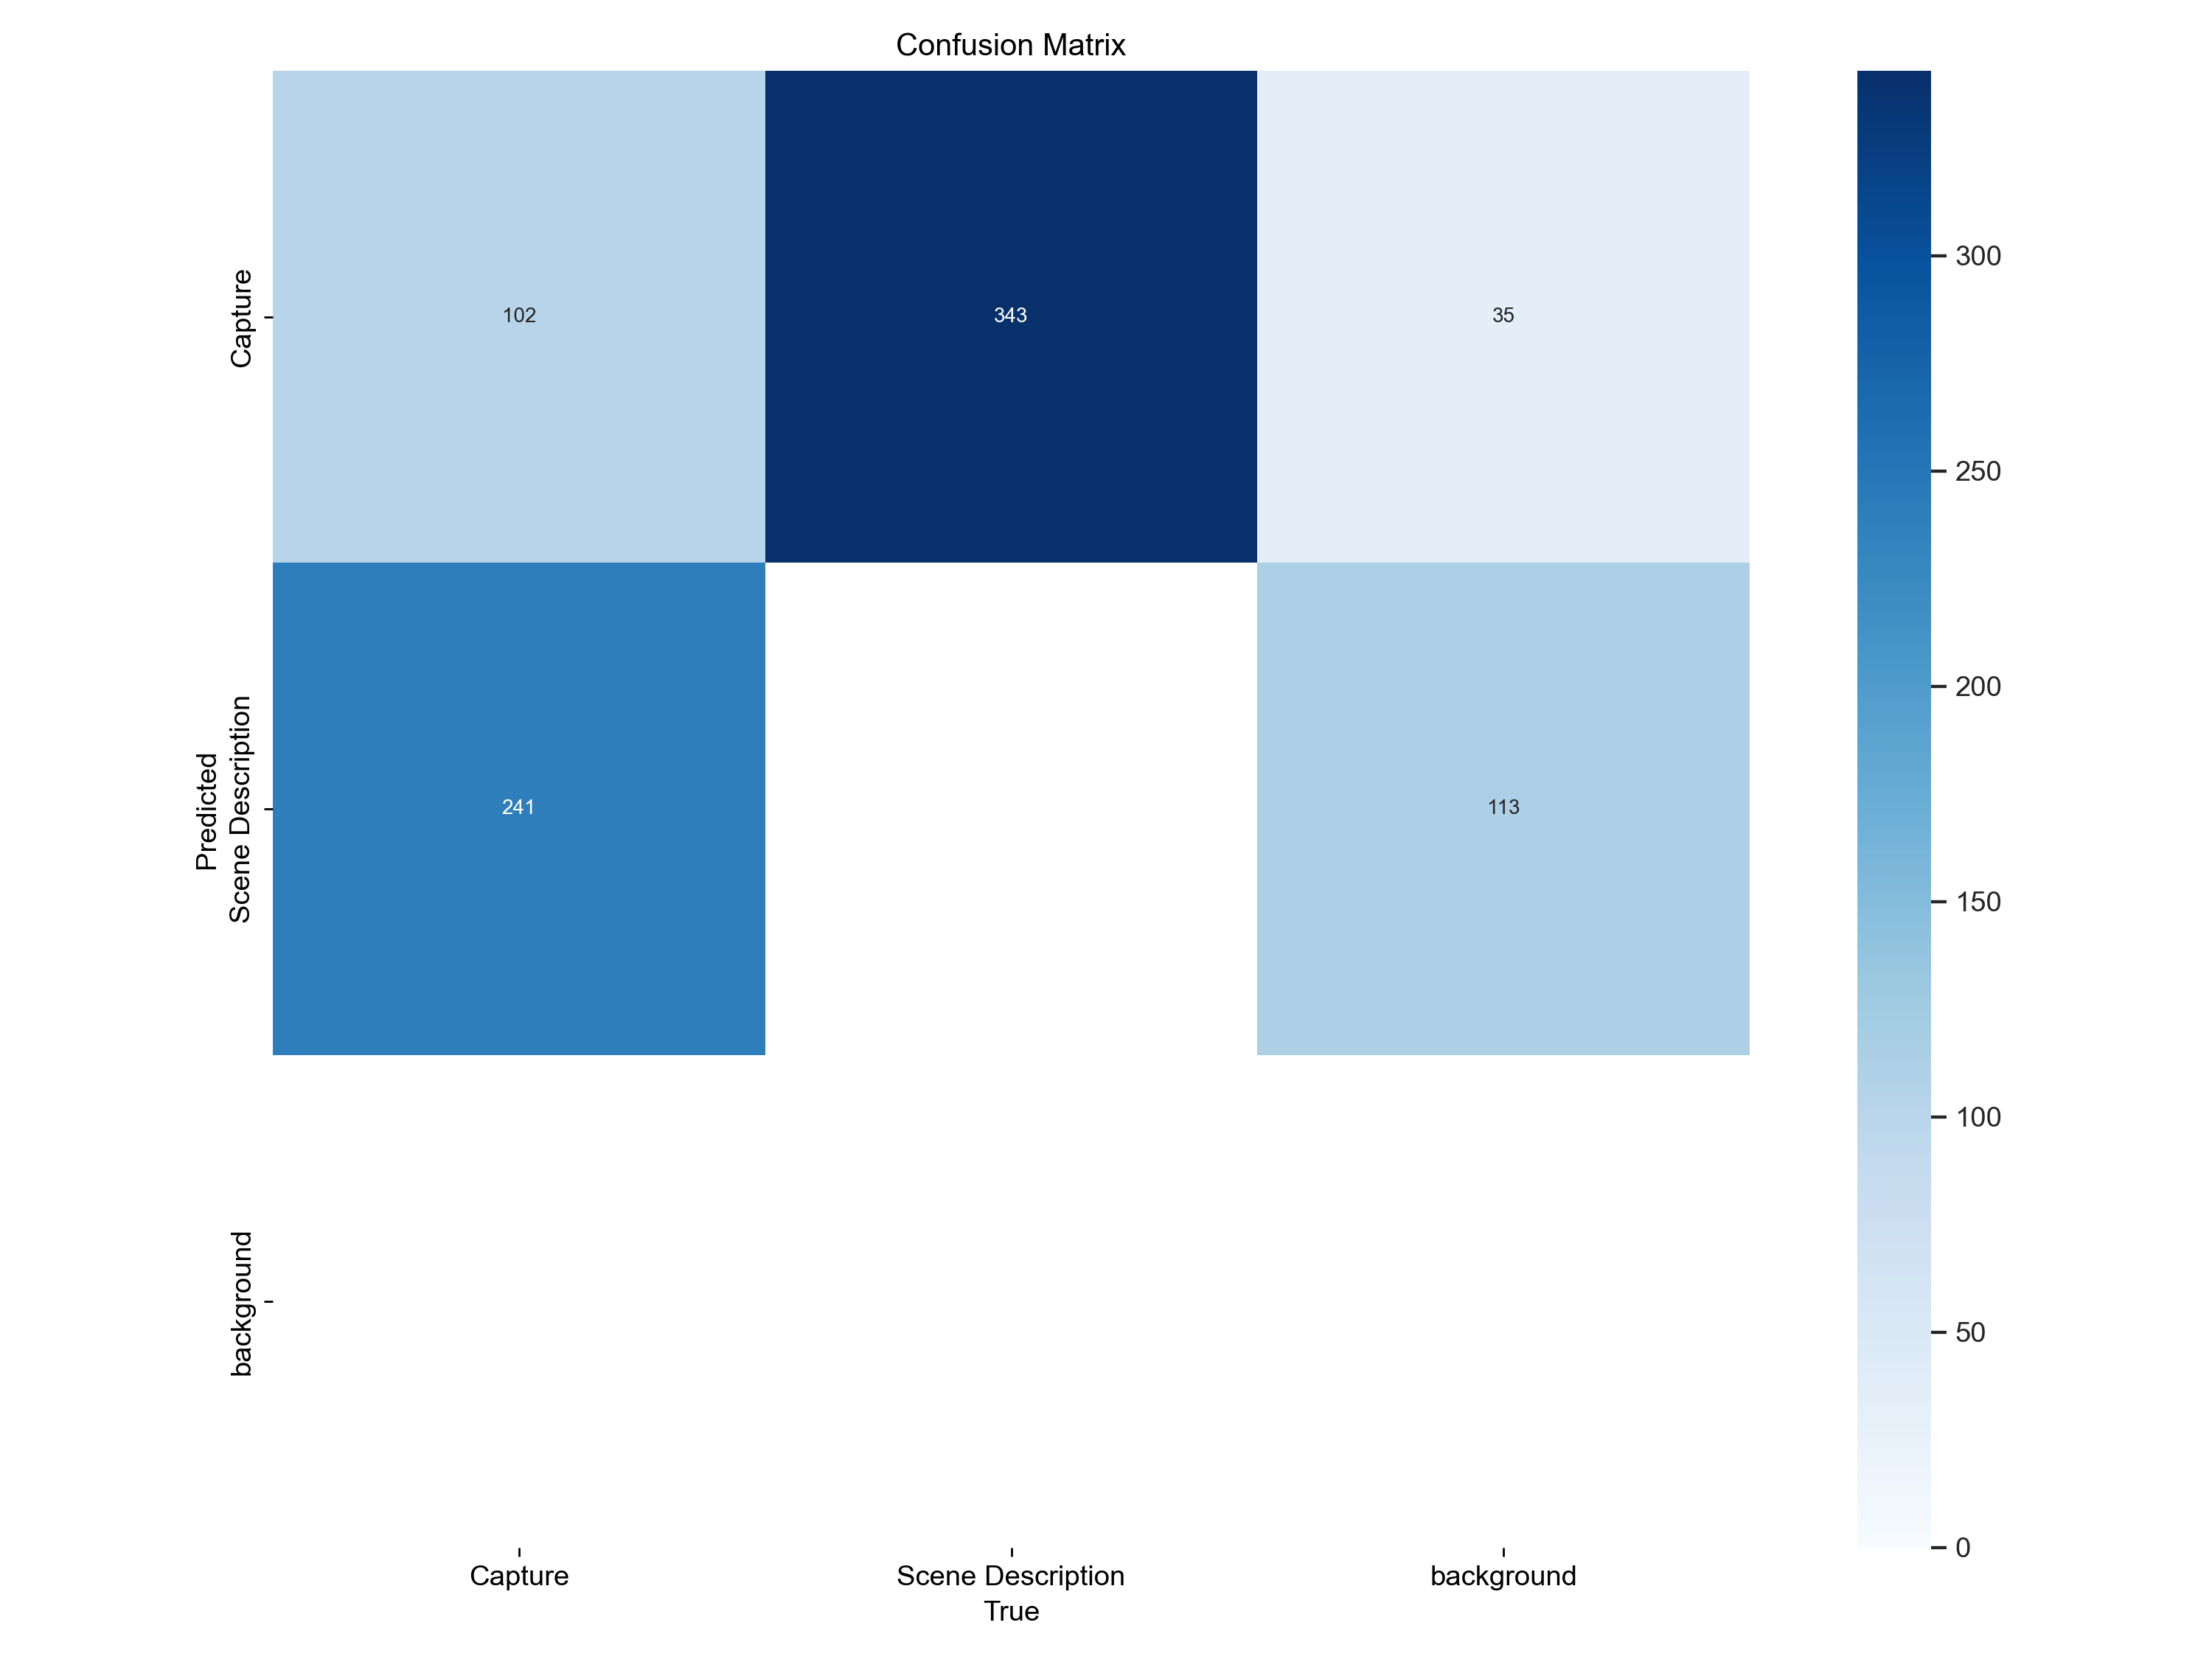 Confusion Matrix
Capture
102
343
35
300
250
200
Predicted
Scene Description
241
113
150
100
background
50
0
Capture
Scene Description
background
True